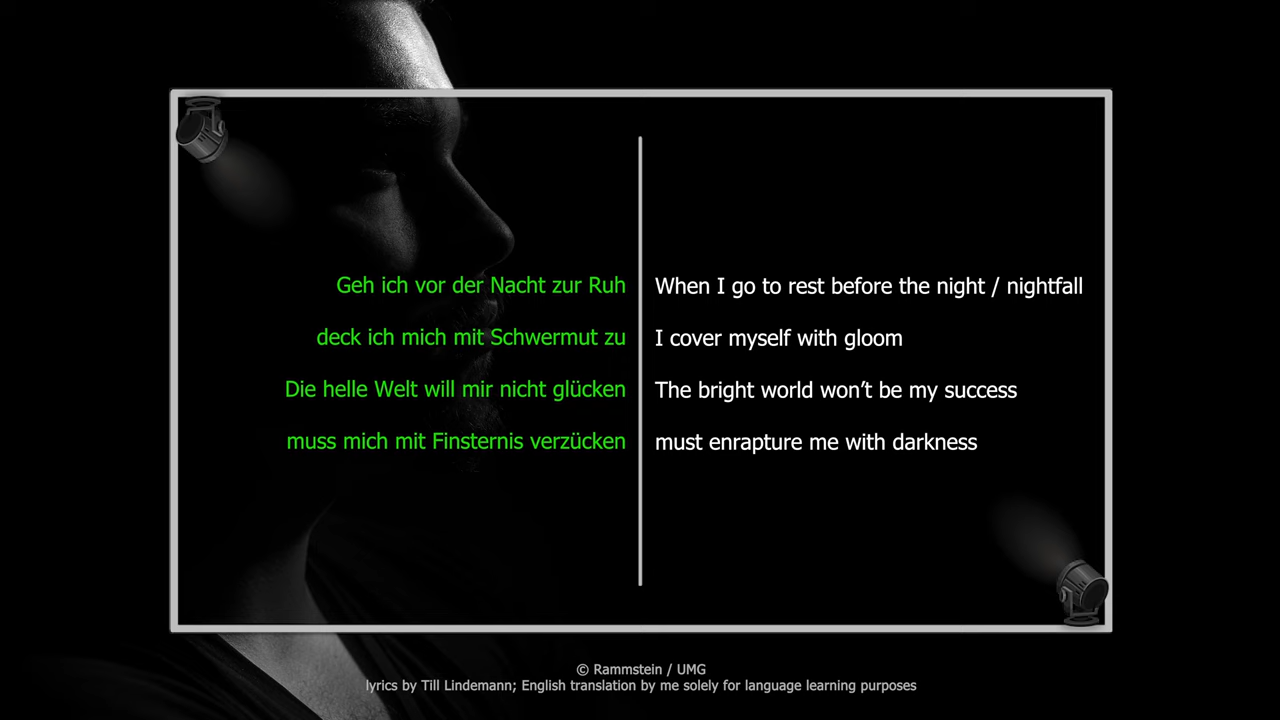 Geh ich vor der Nacht zur Ruh
deck ich mich mit Schwermut zu
Die helle Welt will mir nicht glücken
muss mich mit Finsternis verzücken
When I go to rest before the night / nightfall
I cover myself with gloom
The bright world won't be my success
must enrapture me with darkness
© Rammstein / UMG
lyrics by Till Lindemann; English translation by me solely for language learning purposes